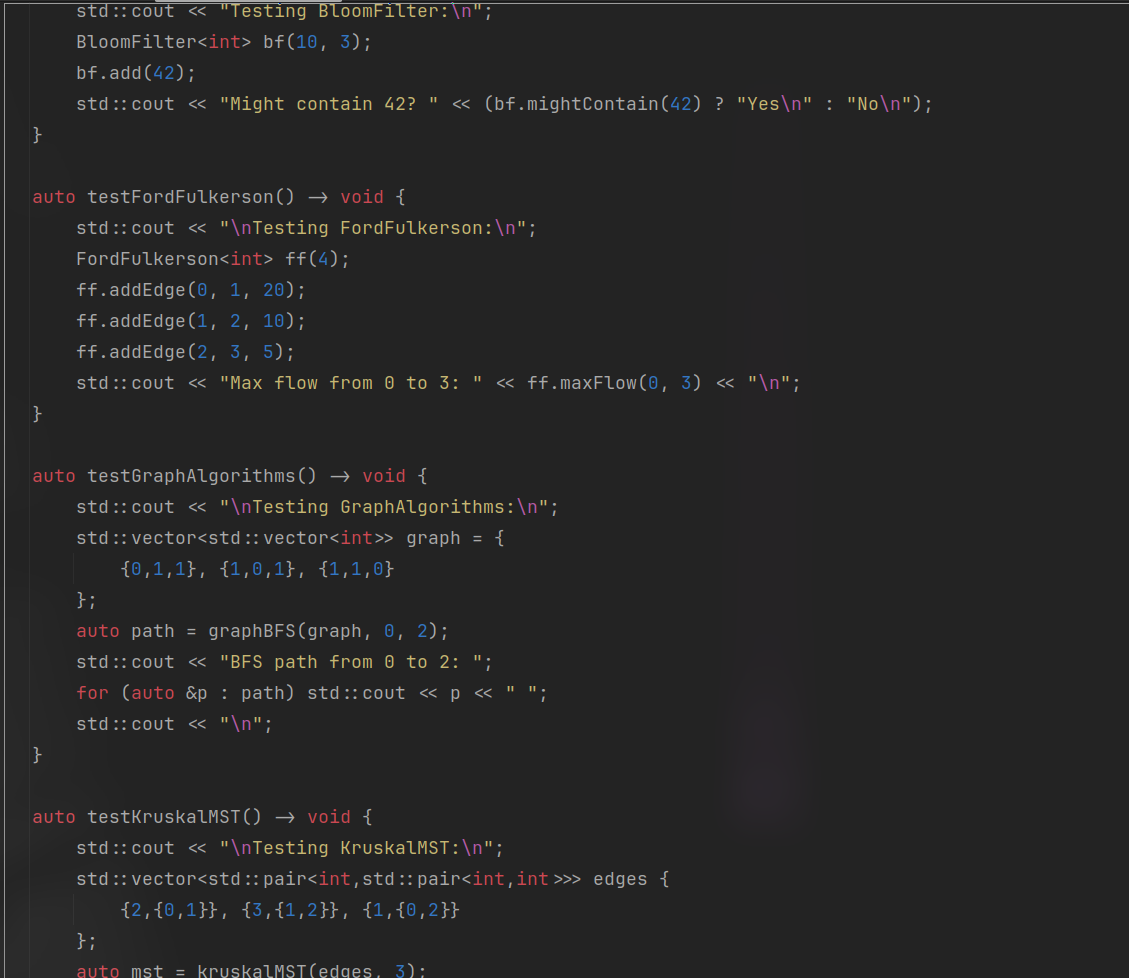 std::cout << "Testing BloomFilter:\n";
    BloomFilter<int> bf(10, 3);
    bf.add(42);
    std::cout << "Might contain 42? " << (bf.mightContain(42) ? "Yes\n" : "No\n");
}

auto testFordFulkerson() -> void {
    std::cout << "\nTesting FordFulkerson:\n";
    FordFulkerson<int> ff(4);
    ff.addEdge(0, 1, 20);
    ff.addEdge(1, 2, 10);
    ff.addEdge(2, 3, 5);
    std::cout << "Max flow from 0 to 3: " << ff.maxFlow(0, 3) << "\n";
}

auto testGraphAlgorithms() -> void {
    std::cout << "\nTesting GraphAlgorithms:\n";
    std::vector<std::vector<int>> graph = {
        {0,1,1}, {1,0,1}, {1,1,0}
    };
    auto path = graphBFS(graph, 0, 2);
    std::cout << "BFS path from 0 to 2: ";
    for (auto &p : path) std::cout << p << " ";
    std::cout << "\n";
}

auto testKruskalMST() -> void {
    std::cout << "\nTesting KruskalMST:\n";
    std::vector<std::pair<int,std::pair<int,int>>> edges {
        {2,{0,1}}, {3,{1,2}}, {1,{0,2}}
    };
    auto mst = kruskalMST(edges, 3);